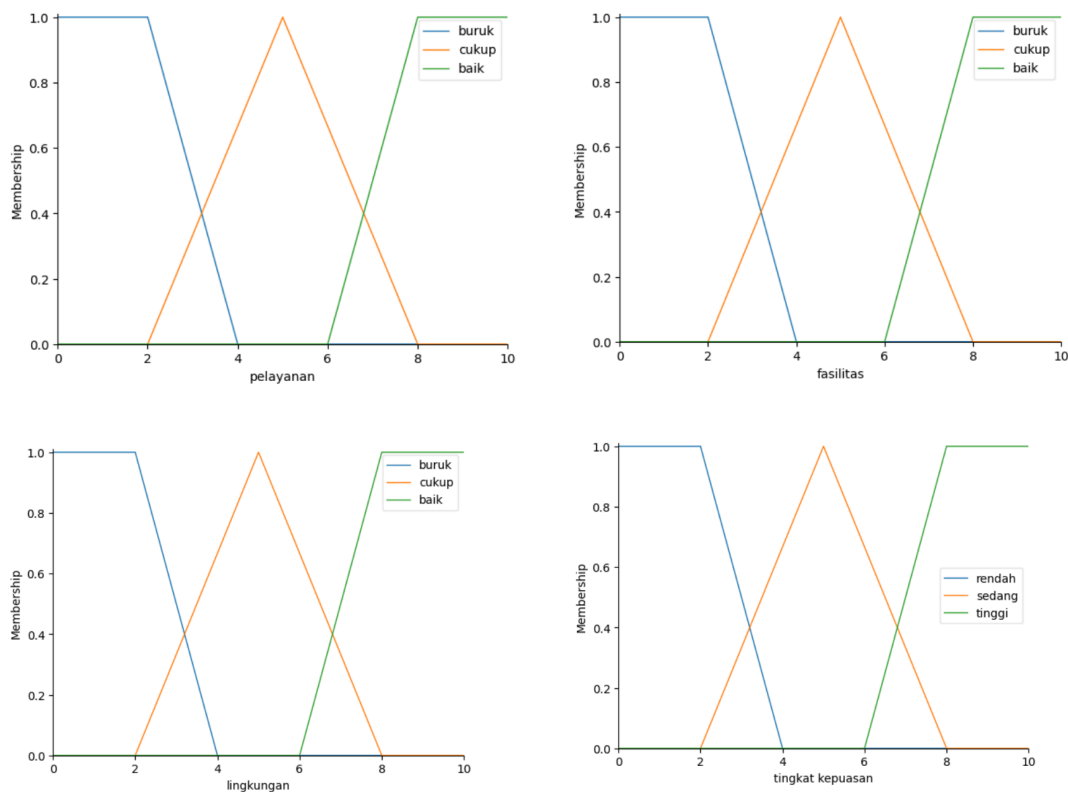 1.0
0.8
0.6
0.4
0.2
0.0
Membership
buruk
cukup
baik
0 2 4 6 8 10
pelayanan
1.0
0.8
0.6
0.4
0.2
0.0
Membership
buruk
cukup
baik
0 2 4 6 8 10
fasilitas
1.0
0.8
0.6
0.4
0.2
0.0
Membership
buruk
cukup
baik
0 2 4 6 8 10
lingkungan
1.0
0.8
0.6
0.4
0.2
0.0
Membership
rendah
sedang
tinggi
0 2 4 6 8 10
tingkat kepuasan